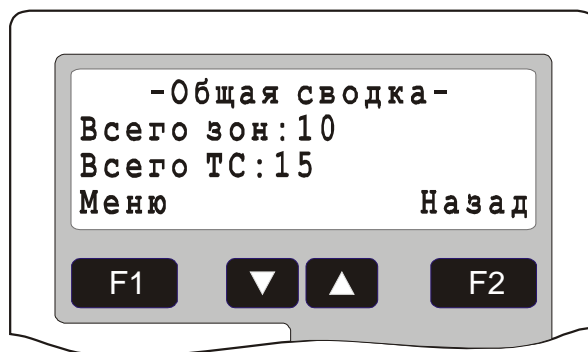 -Общая сводка-
Всего зон:10
Всего ТС:15
Меню Назад
F1 ▼ ▲ F2